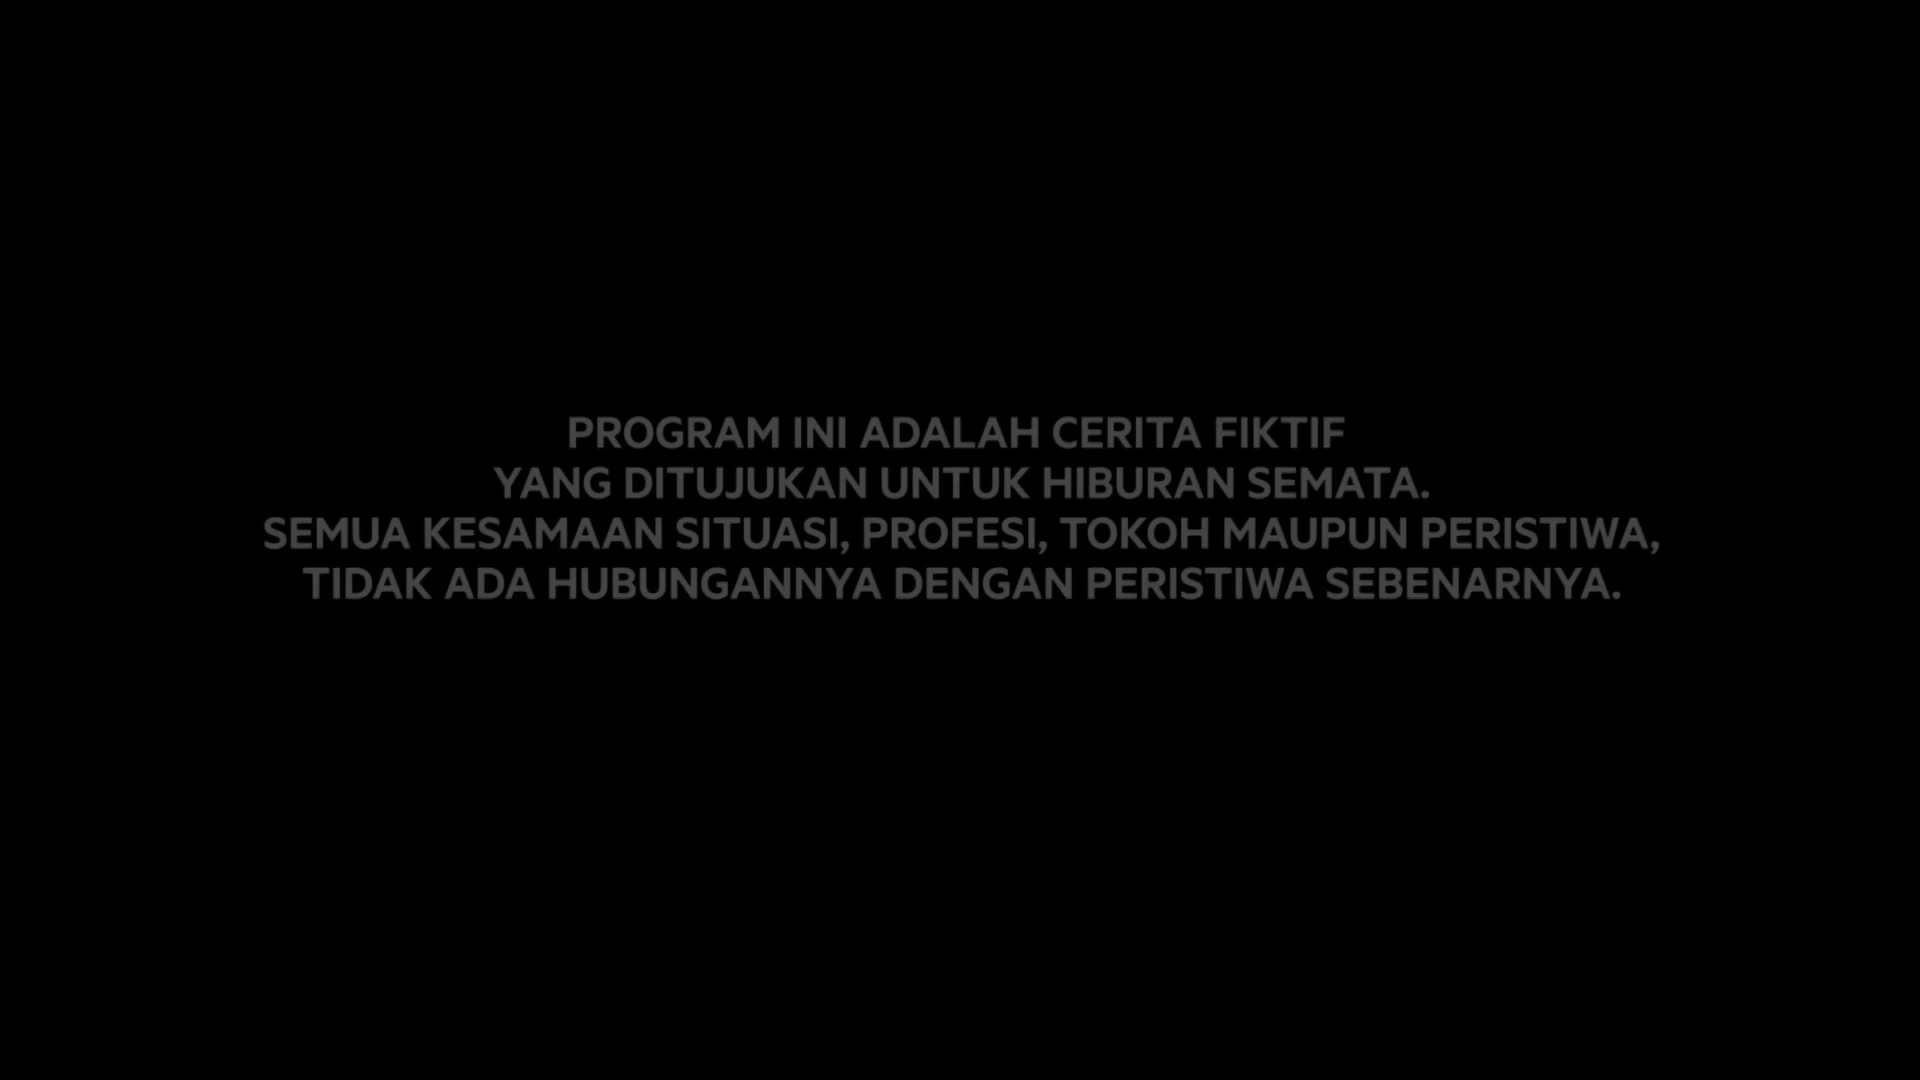 PROGRAM INI ADALAH CERITA FIKTIF
YANG DITUJUKAN UNTUK HIBURAN SEMATA.
SEMUA KESAMAAN SITUASI, PROFESI, TOKOH MAUPUN PERISTIWA,
TIDAK ADA HUBUNGANNYA DENGAN PERISTIWA SEBENARNYA.